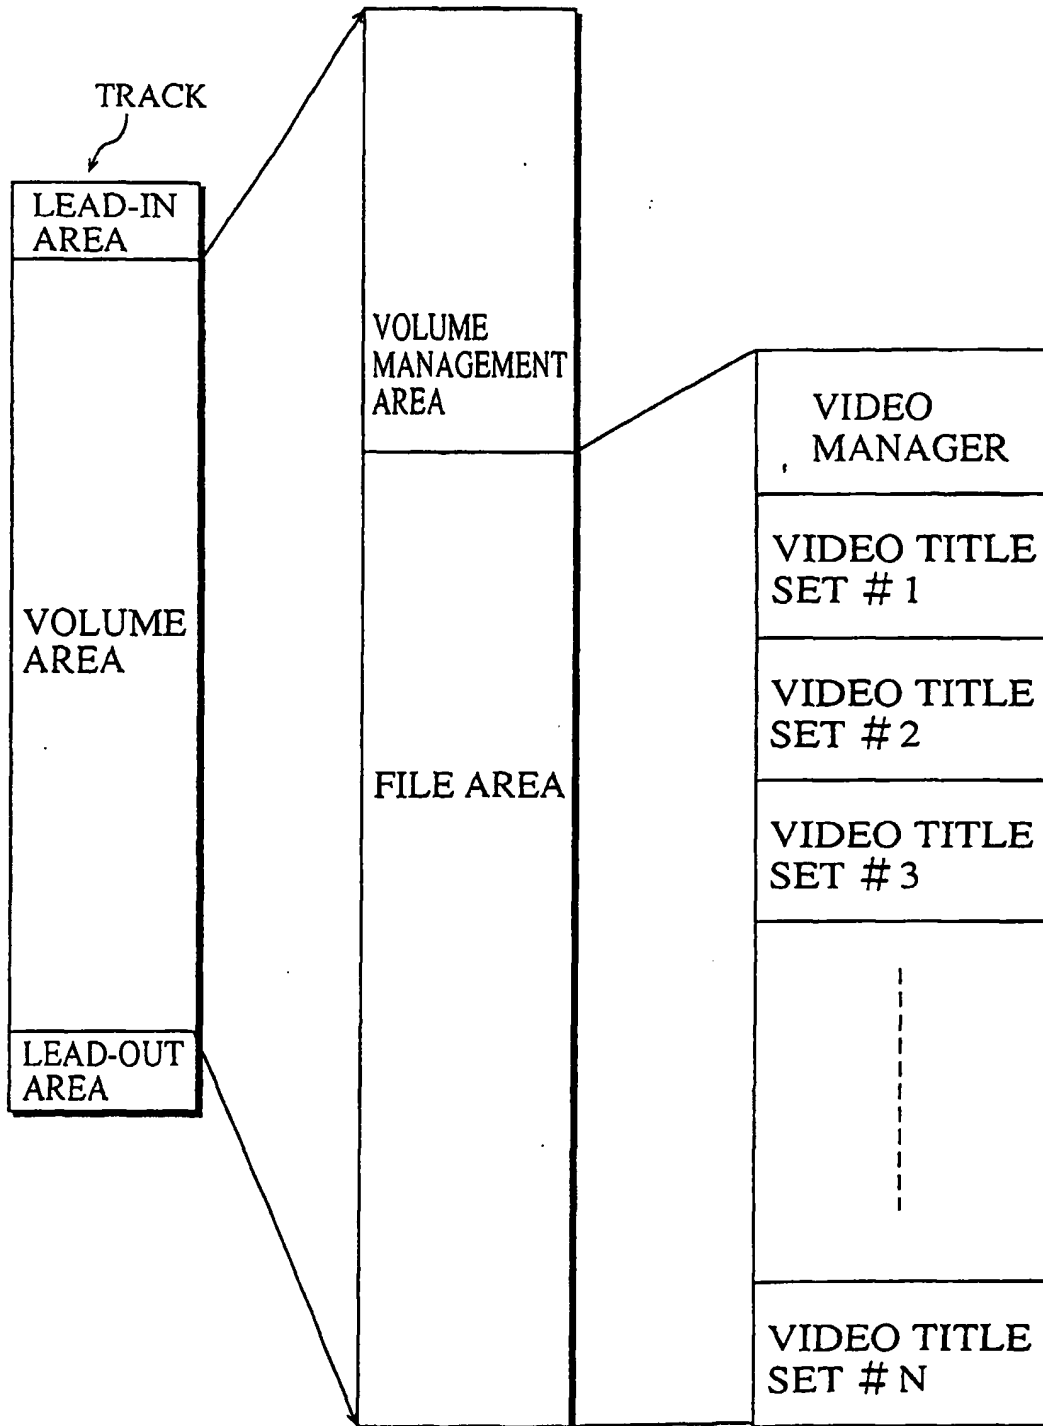 TRACK
LEAD-IN
AREA
VOLUME
AREA
LEAD-OUT
AREA
VOLUME
MANAGEMENT
AREA
FILE AREA
VIDEO
MANAGER
VIDEO TITLE
SET #1
VIDEO TITLE
SET #2
VIDEO TITLE
SET #3
VIDEO TITLE
SET #N